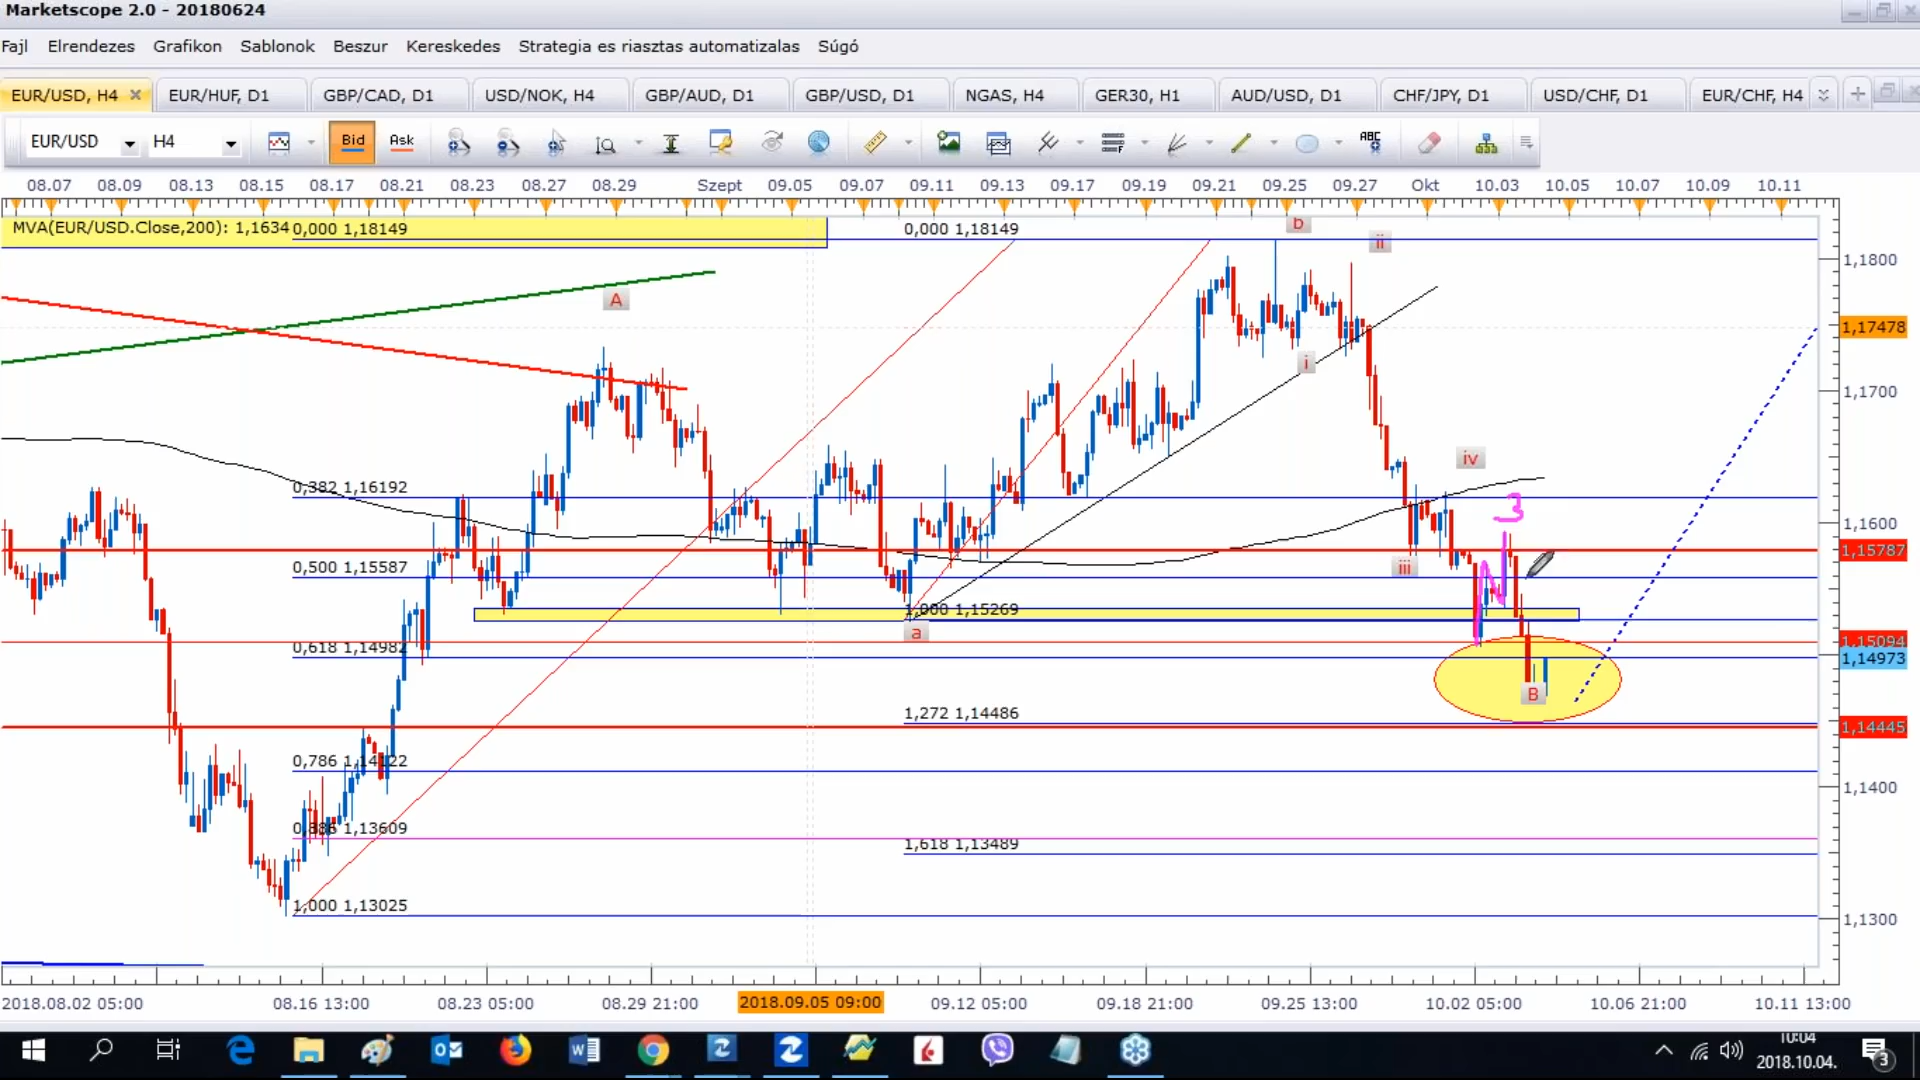 Marketscope 2.0 - 20180624
Fajl Elrendezes Grafikon Sablonok Beszur Kereskedes Strategia es riasztas automatizalas Súgó
EUR/USD, H4 EUR/HUF, D1 GBP/CAD, D1 USD/NOK, H4 GBP/AUD, D1 GBP/USD, D1 NGAS, H4 GER30, H1 AUD/USD, D1 CHF/JPY, D1 USD/CHF, D1 EUR/CHF, H4
EUR/USD H4 Bid Ask ABC
08.07 08.09 08.13 08.15 08.17 08.21 08.23 08.27 08.29 Szept 09.05 09.07 09.11 09.13 09.17 09.19 09.21 09.25 09.27 Okt 10.03 10.05 10.07 10.09 10.11
MVA(EUR/USD.Close,200): 1,1634
0,000 1,18149
0,000 1,18149
b
ii
1,1800
A
1,17478
i
1,1700
iv
0,382 1,16192
3
1,1600
1,15787
0,500 1,15587
iii
1,000 1,15269
a
1,15094
0,618 1,14982
1,14973
B
1,272 1,14486
1,14445
0,786 1,14122
1,1400
0,886 1,13609
1,618 1,13489
1,000 1,13025
1,1300
2018.08.02 05:00 08.16 13:00 08.23 05:00 08.29 21:00 2018.09.05 09:00 09.12 05:00 09.18 21:00 09.25 13:00 10.02 05:00 10.06 21:00 10.11 13:00
10:04
2018.10.04.
3